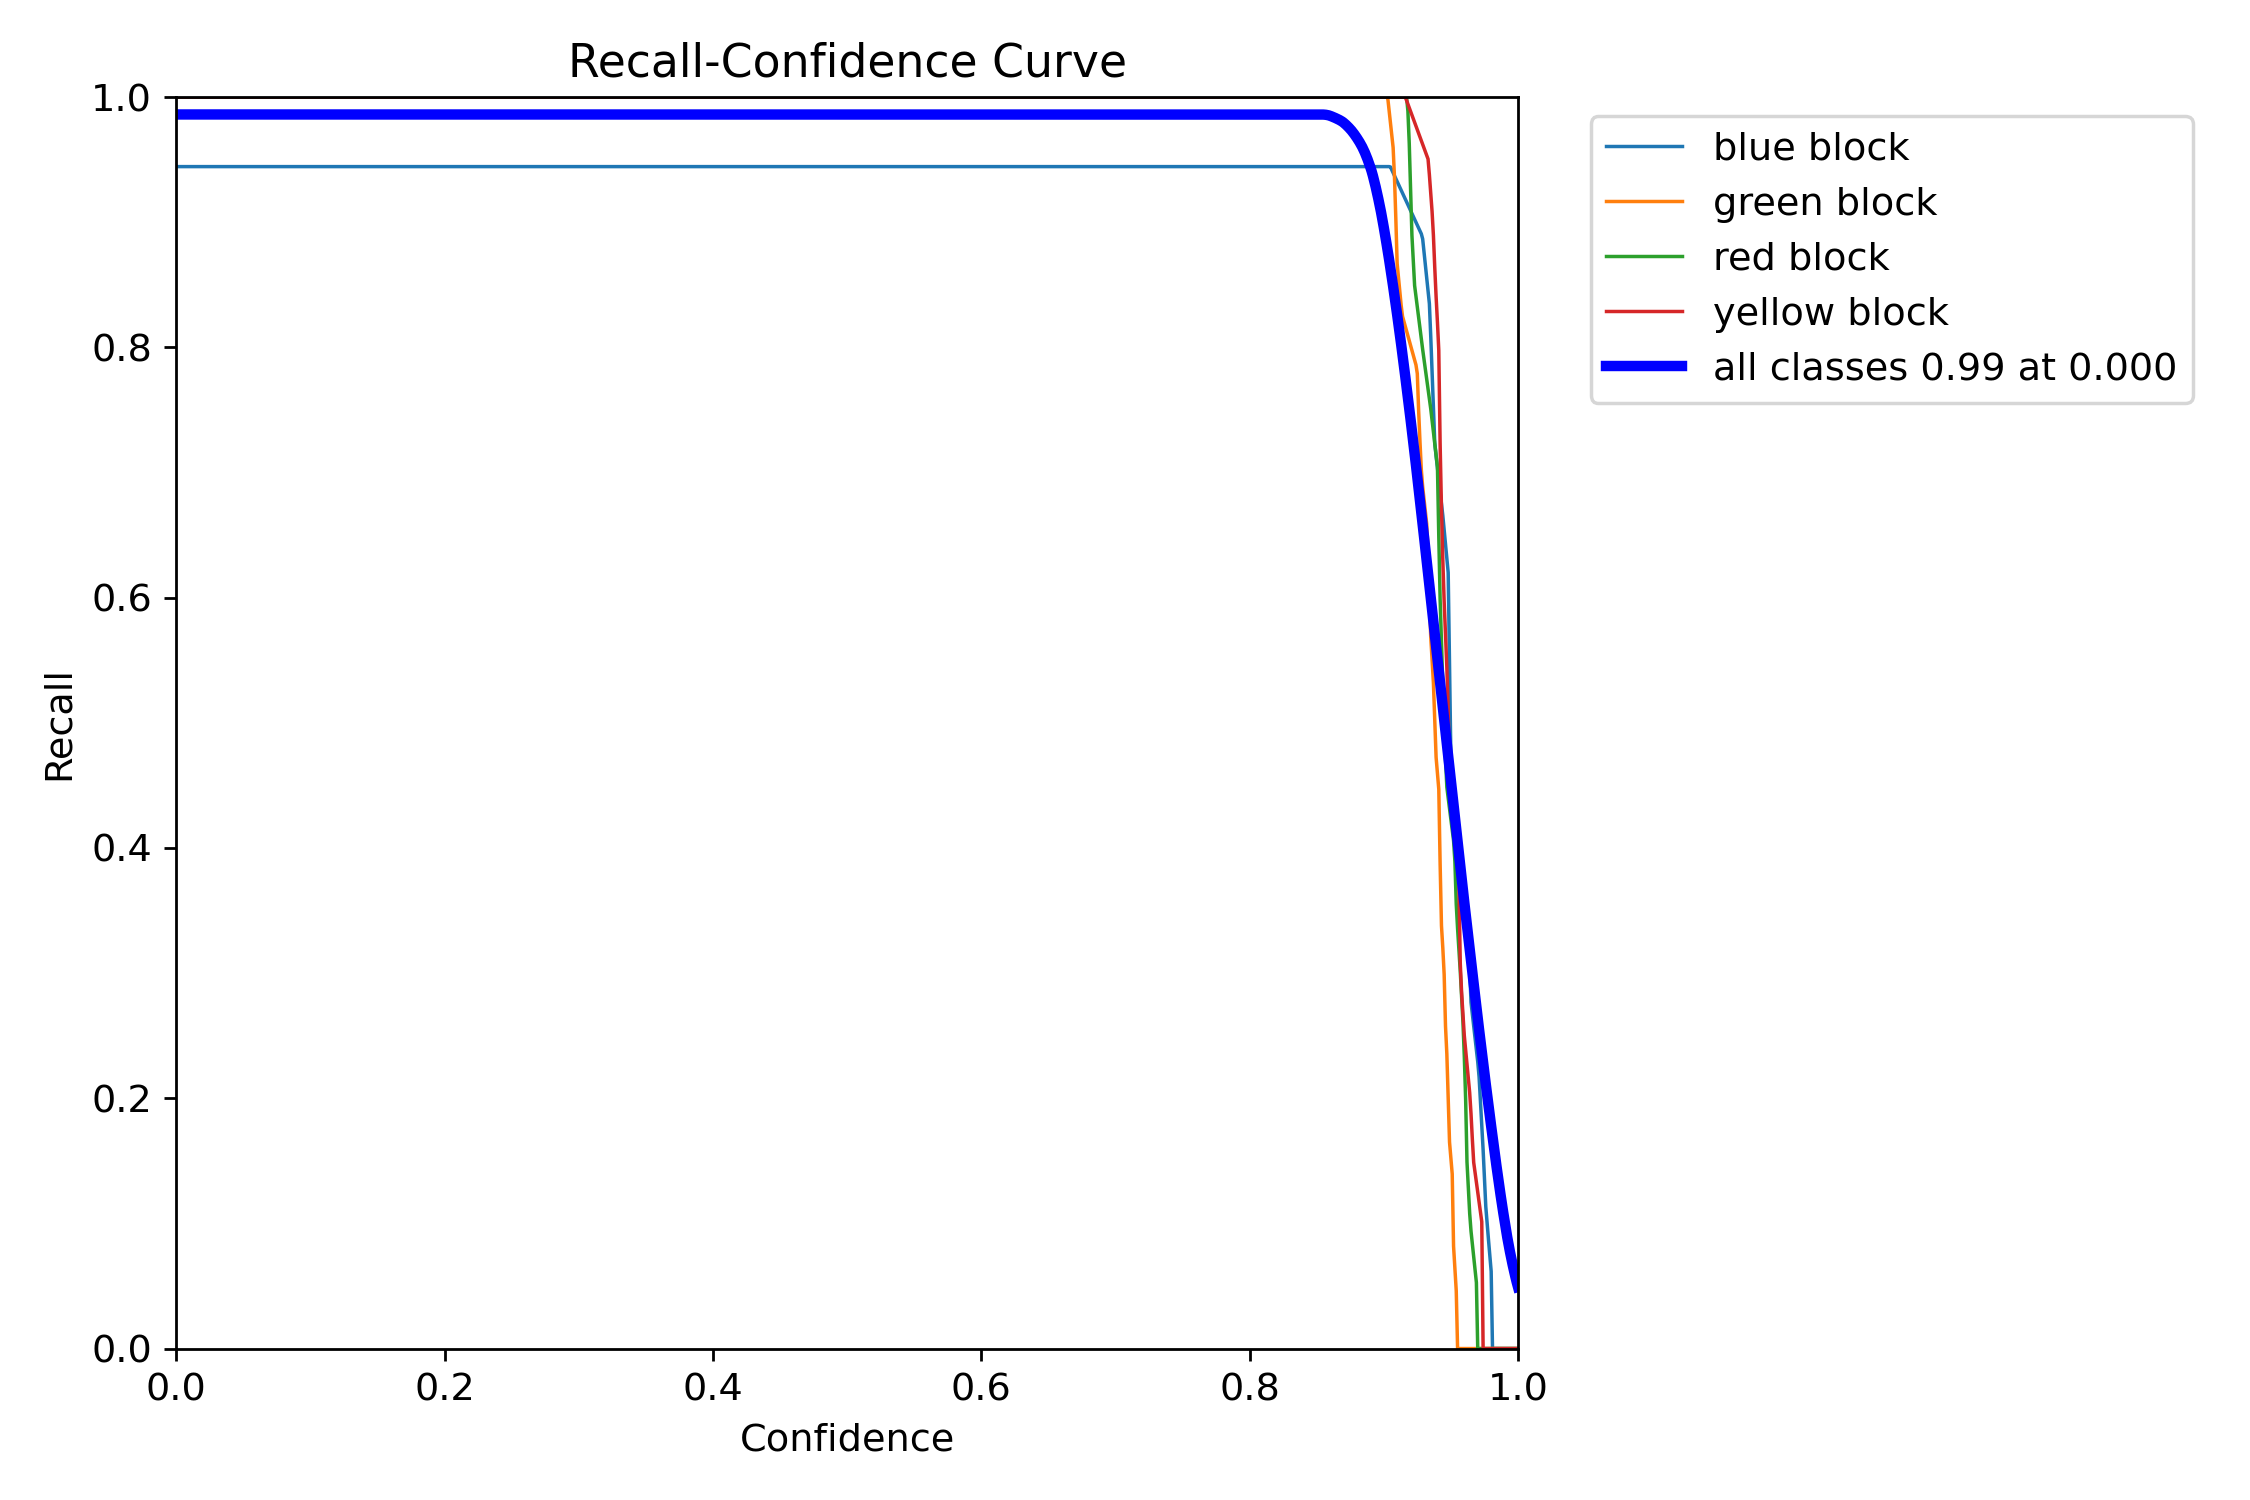 Recall-Confidence Curve
1.0
0.8
0.6
0.4
0.2
0.0
Recall
0.0 0.2 0.4 0.6 0.8 1.0
Confidence
blue block
green block
red block
yellow block
all classes 0.99 at 0.000